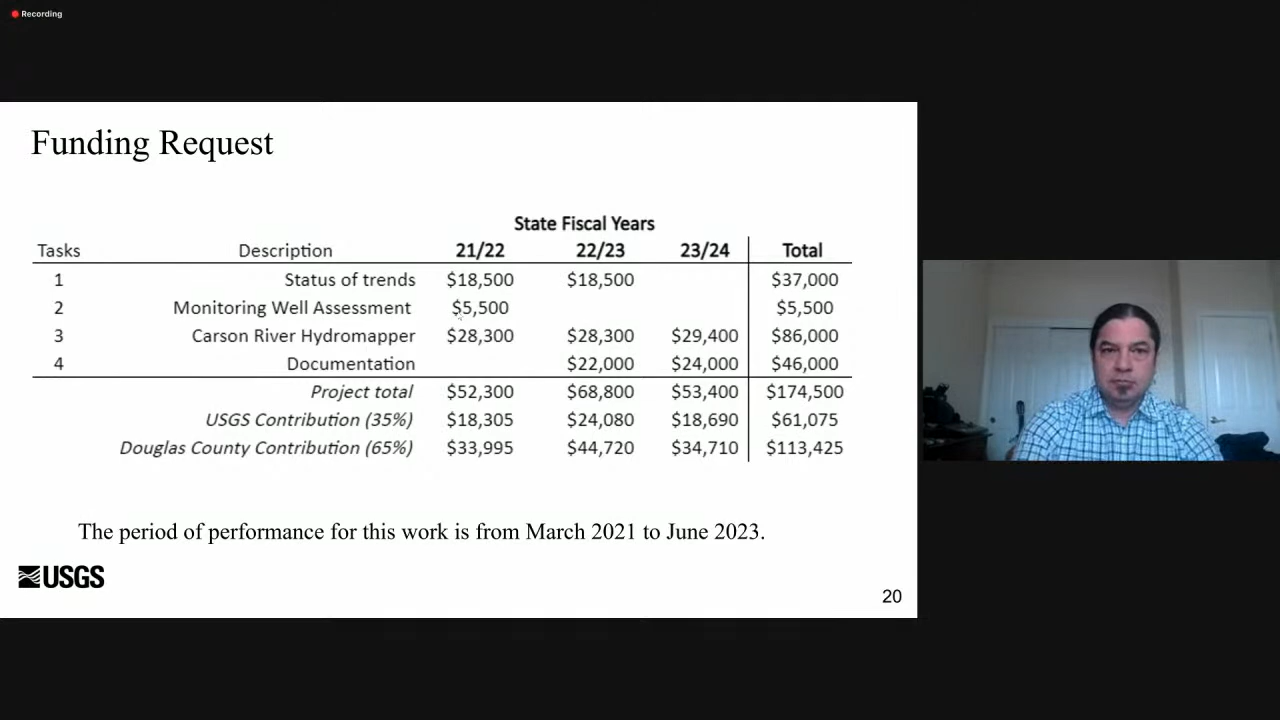 Recording
Funding Request
State Fiscal Years
Tasks Description 21/22 22/23 23/24 Total
1 Status of trends $18,500 $18,500 $37,000
2 Monitoring Well Assessment $5,500 $5,500
3 Carson River Hydromapper $28,300 $28,300 $29,400 $86,000
4 Documentation $22,000 $24,000 $46,000
Project total $52,300 $68,800 $53,400 $174,500
USGS Contribution (35%) $18,305 $24,080 $18,690 $61,075
Douglas County Contribution (65%) $33,995 $44,720 $34,710 $113,425
The period of performance for this work is from March 2021 to June 2023.
USGS
20